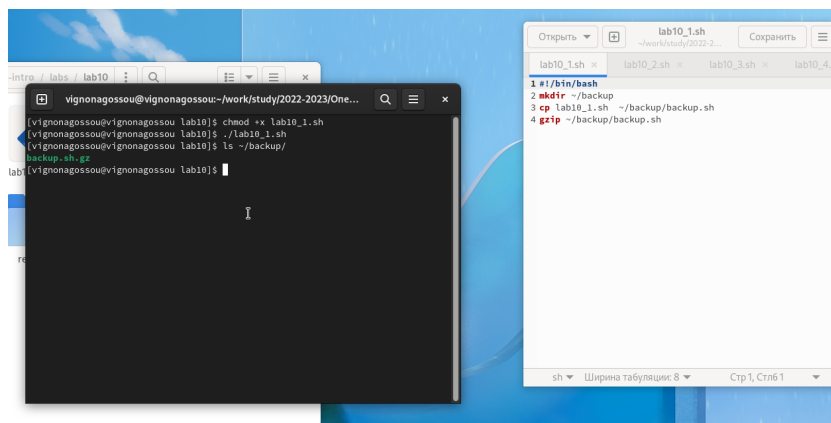 -intro / labs / lab10
vignonagossou@vignonagossou:~/work/study/2022-2023/One...
[vignonagossou@vignonagossou lab10]$ chmod +x lab10_1.sh
[vignonagossou@vignonagossou lab10]$ ./lab10_1.sh
[vignonagossou@vignonagossou lab10]$ ls ~/backup/
backup.sh.gz
[vignonagossou@vignonagossou lab10]$
lab1
re
Открыть
lab10_1.sh
~/work/study/2022-2...
Сохранить
lab10_1.sh × lab10_2.sh × lab10_3.sh × lab10_4.
1 #!/bin/bash
2 mkdir ~/backup
3 cp lab10_1.sh ~/backup/backup.sh
4 gzip ~/backup/backup.sh
sh Ширина табуляции: 8 Стр 1, Стлб 1